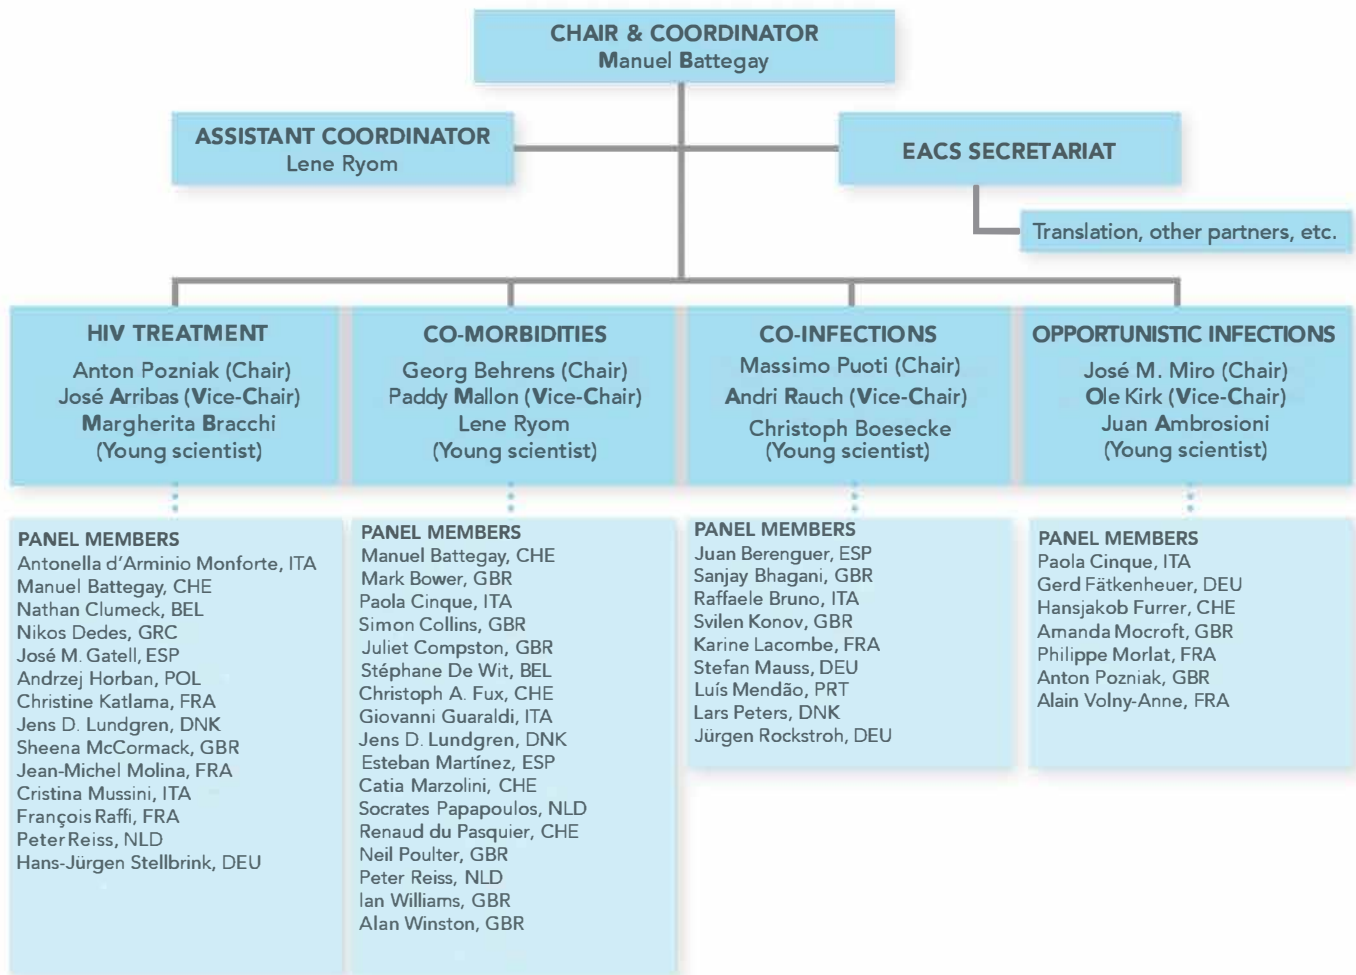 CHAIR & COORDINATOR
Manuel Battegay
ASSISTANT COORDINATOR
Lene Ryom
EACS SECRETARIAT
Translation, other partners, etc.
HIV TREATMENT
Anton Pozniak (Chair)
José Arribas (Vice-Chair)
Margherita Bracchi
(Young scientist)
CO-MORBIDITIES
Georg Behrens (Chair)
Paddy Mallon (Vice-Chair)
Lene Ryom
(Young scientist)
CO-INFECTIONS
Massimo Puoti (Chair)
Andri Rauch (Vice-Chair)
Christoph Boesecke
(Young scientist)
OPPORTUNISTIC INFECTIONS
José M. Miro (Chair)
Ole Kirk (Vice-Chair)
Juan Ambrosioni
(Young scientist)
PANEL MEMBERS
Antonella d'Arminio Monforte, ITA
Manuel Battegay, CHE
Nathan Clumeck, BEL
Nikos Dedes, GRC
José M. Gatell, ESP
Andrzej Horban, POL
Christine Katlama, FRA
Jens D. Lundgren, DNK
Sheena McCormack, GBR
Jean-Michel Molina, FRA
Cristina Mussini, ITA
François Raffi, FRA
Peter Reiss, NLD
Hans-Jürgen Stellbrink, DEU
PANEL MEMBERS
Manuel Battegay, CHE
Mark Bower, GBR
Paola Cinque, ITA
Simon Collins, GBR
Juliet Compston, GBR
Stéphane De Wit, BEL
Christoph A. Fux, CHE
Giovanni Guaraldi, ITA
Jens D. Lundgren, DNK
Esteban Martínez, ESP
Catia Marzolini, CHE
Socrates Papapoulos, NLD
Renaud du Pasquier, CHE
Neil Poulter, GBR
Peter Reiss, NLD
Ian Williams, GBR
Alan Winston, GBR
PANEL MEMBERS
Juan Berenguer, ESP
Sanjay Bhagani, GBR
Raffaele Bruno, ITA
Svilen Konov, GBR
Karine Lacombe, FRA
Stefan Mauss, DEU
Luís Mendão, PRT
Lars Peters, DNK
Jürgen Rockstroh, DEU
PANEL MEMBERS
Paola Cinque, ITA
Gerd Fätkenheuer, DEU
Hansjakob Furrer, CHE
Amanda Mocroft, GBR
Philippe Morlat, FRA
Anton Pozniak, GBR
Alain Volny-Anne, FRA